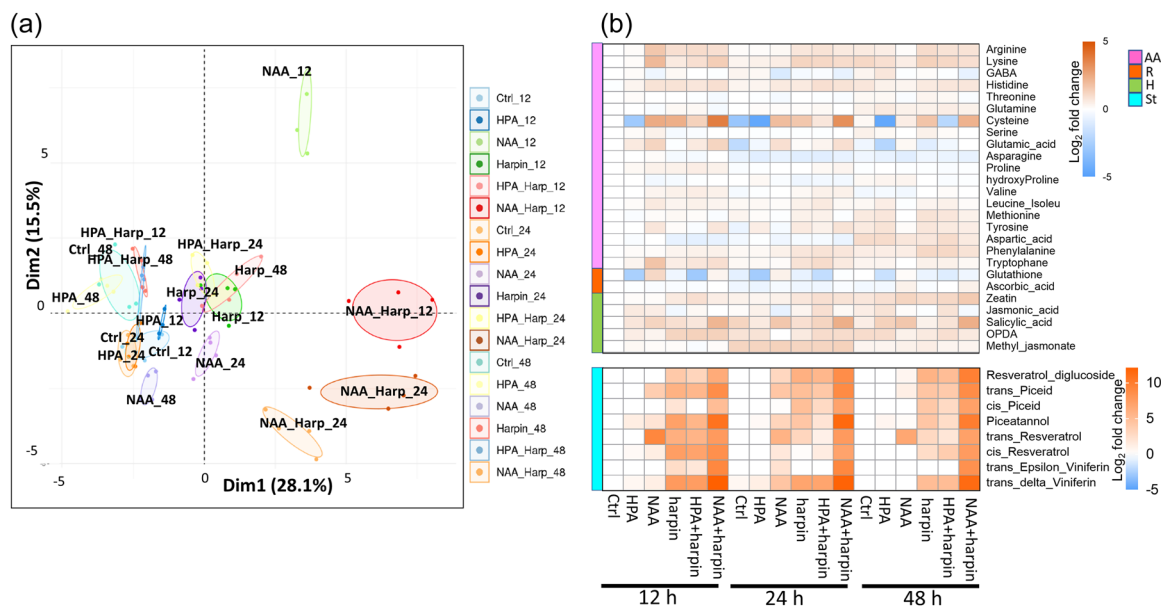 (a)
NAA_12
5
0
-5
Dim2 (15.5%)
HPA_Harp_12
Ctrl_48
HPA_Harp_48
HPA_48
HPA_Harp_24
Harp_48
Harp_24
Harp_12
HPA_12
Ctrl_24
HPA_24
Ctrl_12
NAA_24
NAA_48
NAA_Harp_12
NAA_Harp_24
NAA_Harp_24
-5
0
5
Dim1 (28.1%)
Ctrl_12
HPA_12
NAA_12
Harpin_12
HPA_Harp_12
NAA_Harp_12
Ctrl_24
HPA_24
NAA_24
Harpin_24
HPA_Harp_24
NAA_Harp_24
Ctrl_48
HPA_48
NAA_48
Harpin_48
HPA_Harp_48
NAA_Harp_48
(b)
Arginine
Lysine
GABA
Histidine
Threonine
Glutamine
Cysteine
Serine
Glutamic_acid
Asparagine
Proline
hydroxyProline
Valine
Leucine_Isoleu
Methionine
Tyrosine
Aspartic_acid
Phenylalanine
Tryptophane
Glutathione
Ascorbic_acid
Zeatin
Jasmonic_acid
Salicylic_acid
OPDA
Methyl_jasmonate
Log2 fold change
5
0
-5
AA
R
H
St
Resveratrol_diglucoside
trans_Piceid
cis_Piceid
Piceatannol
trans_Resveratrol
cis_Resveratrol
trans_Epsilon_Viniferin
trans_delta_Viniferin
Log2 fold change
10
5
0
-5
Ctrl
HPA
NAA
harpin
HPA+harpin
NAA+harpin
Ctrl
HPA
NAA
harpin
HPA+harpin
NAA+harpin
Ctrl
HPA
NAA
harpin
HPA+harpin
NAA+harpin
12 h
24 h
48 h